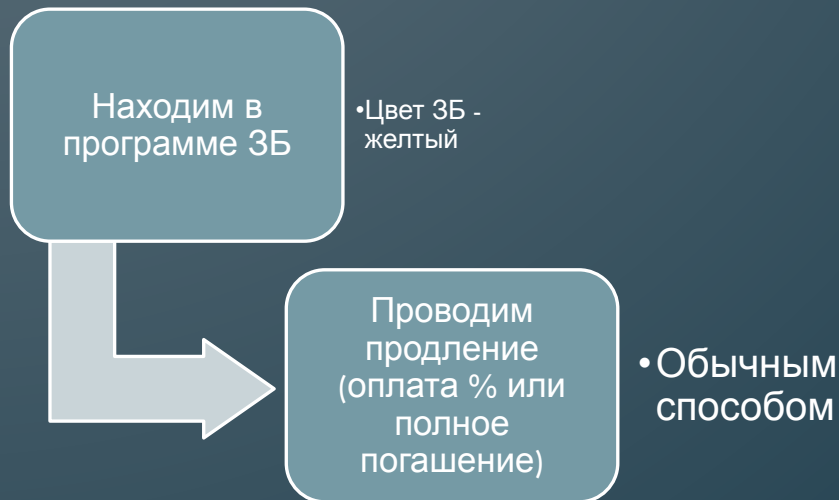 Находим в
программе ЗБ
•Цвет ЗБ -
желтый
Проводим
продление
(оплата % или
полное
погашение)
•Обычным
способом